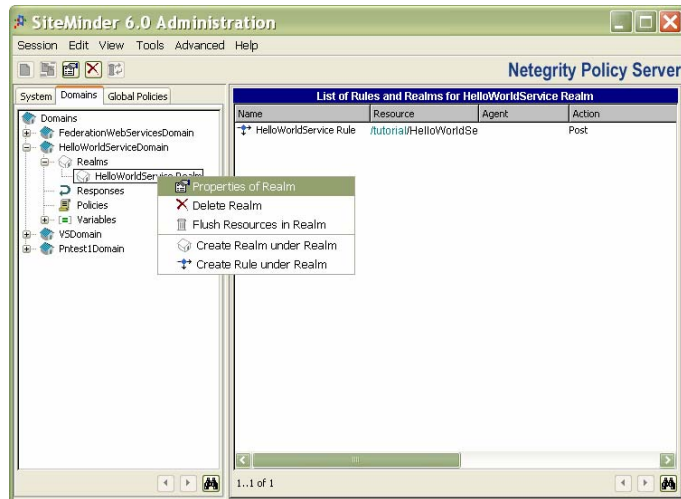 SiteMinder 6.0 Administration
Session Edit View Tools Advanced Help
Netegrity Policy Server
System Domains Global Policies
List of Rules and Realms for HelloWorldService Realm
Name Resource Agent Action
HelloWorldService Rule /tutorial/HelloWorldSe Post
Domains
FederationWebServicesDomain
HelloWorldServiceDomain
Realms
HelloWorldService Realm
Responses
Policies
Variables
VSDomain
Pntest1Domain
Properties of Realm
Delete Realm
Flush Resources in Realm
Create Realm under Realm
Create Rule under Realm
1..1 of 1